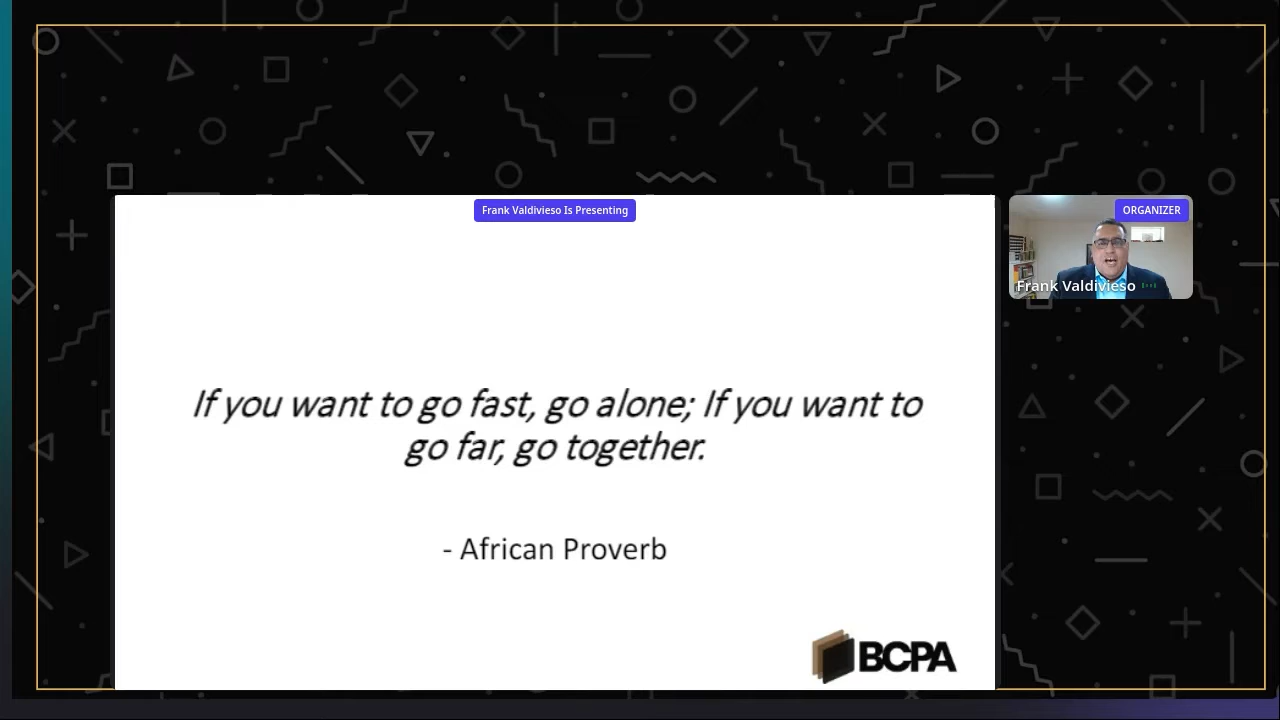 Frank Valdivieso Is Presenting
ORGANIZER
Frank Valdivieso
If you want to go fast, go alone; If you want to
go far, go together.
- African Proverb
BCPA